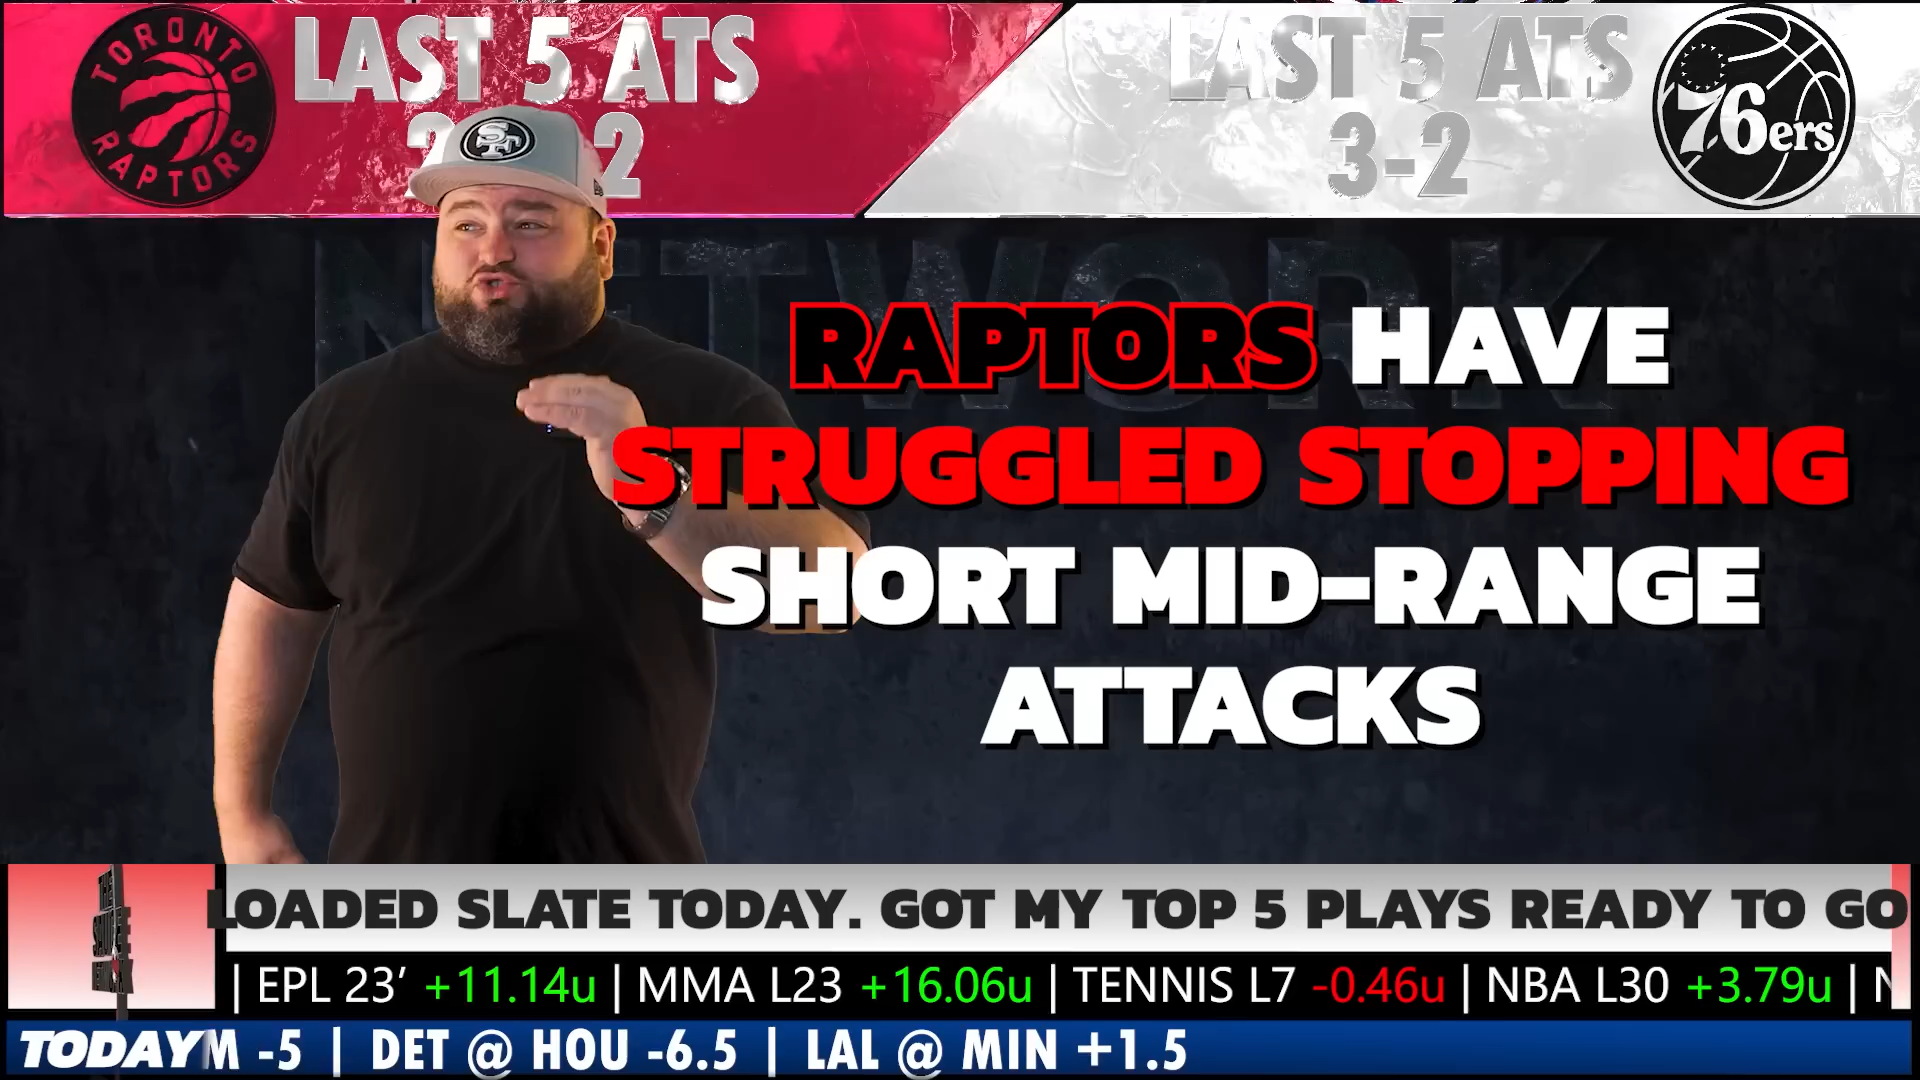 TORONTO RAPTORS
LAST 5 ATS
2
LAST 5 ATS
3-2
76ers
SF
NETWORK
RAPTORS HAVE
STRUGGLED STOPPING
SHORT MID-RANGE
ATTACKS
THE
LOADED SLATE TODAY. GOT MY TOP 5 PLAYS READY TO GO
| EPL 23’ +11.14u | MMA L23 +16.06u | TENNIS L7 -0.46u | NBA L30 +3.79u |
TODAY M -5 | DET @ HOU -6.5 | LAL @ MIN +1.5